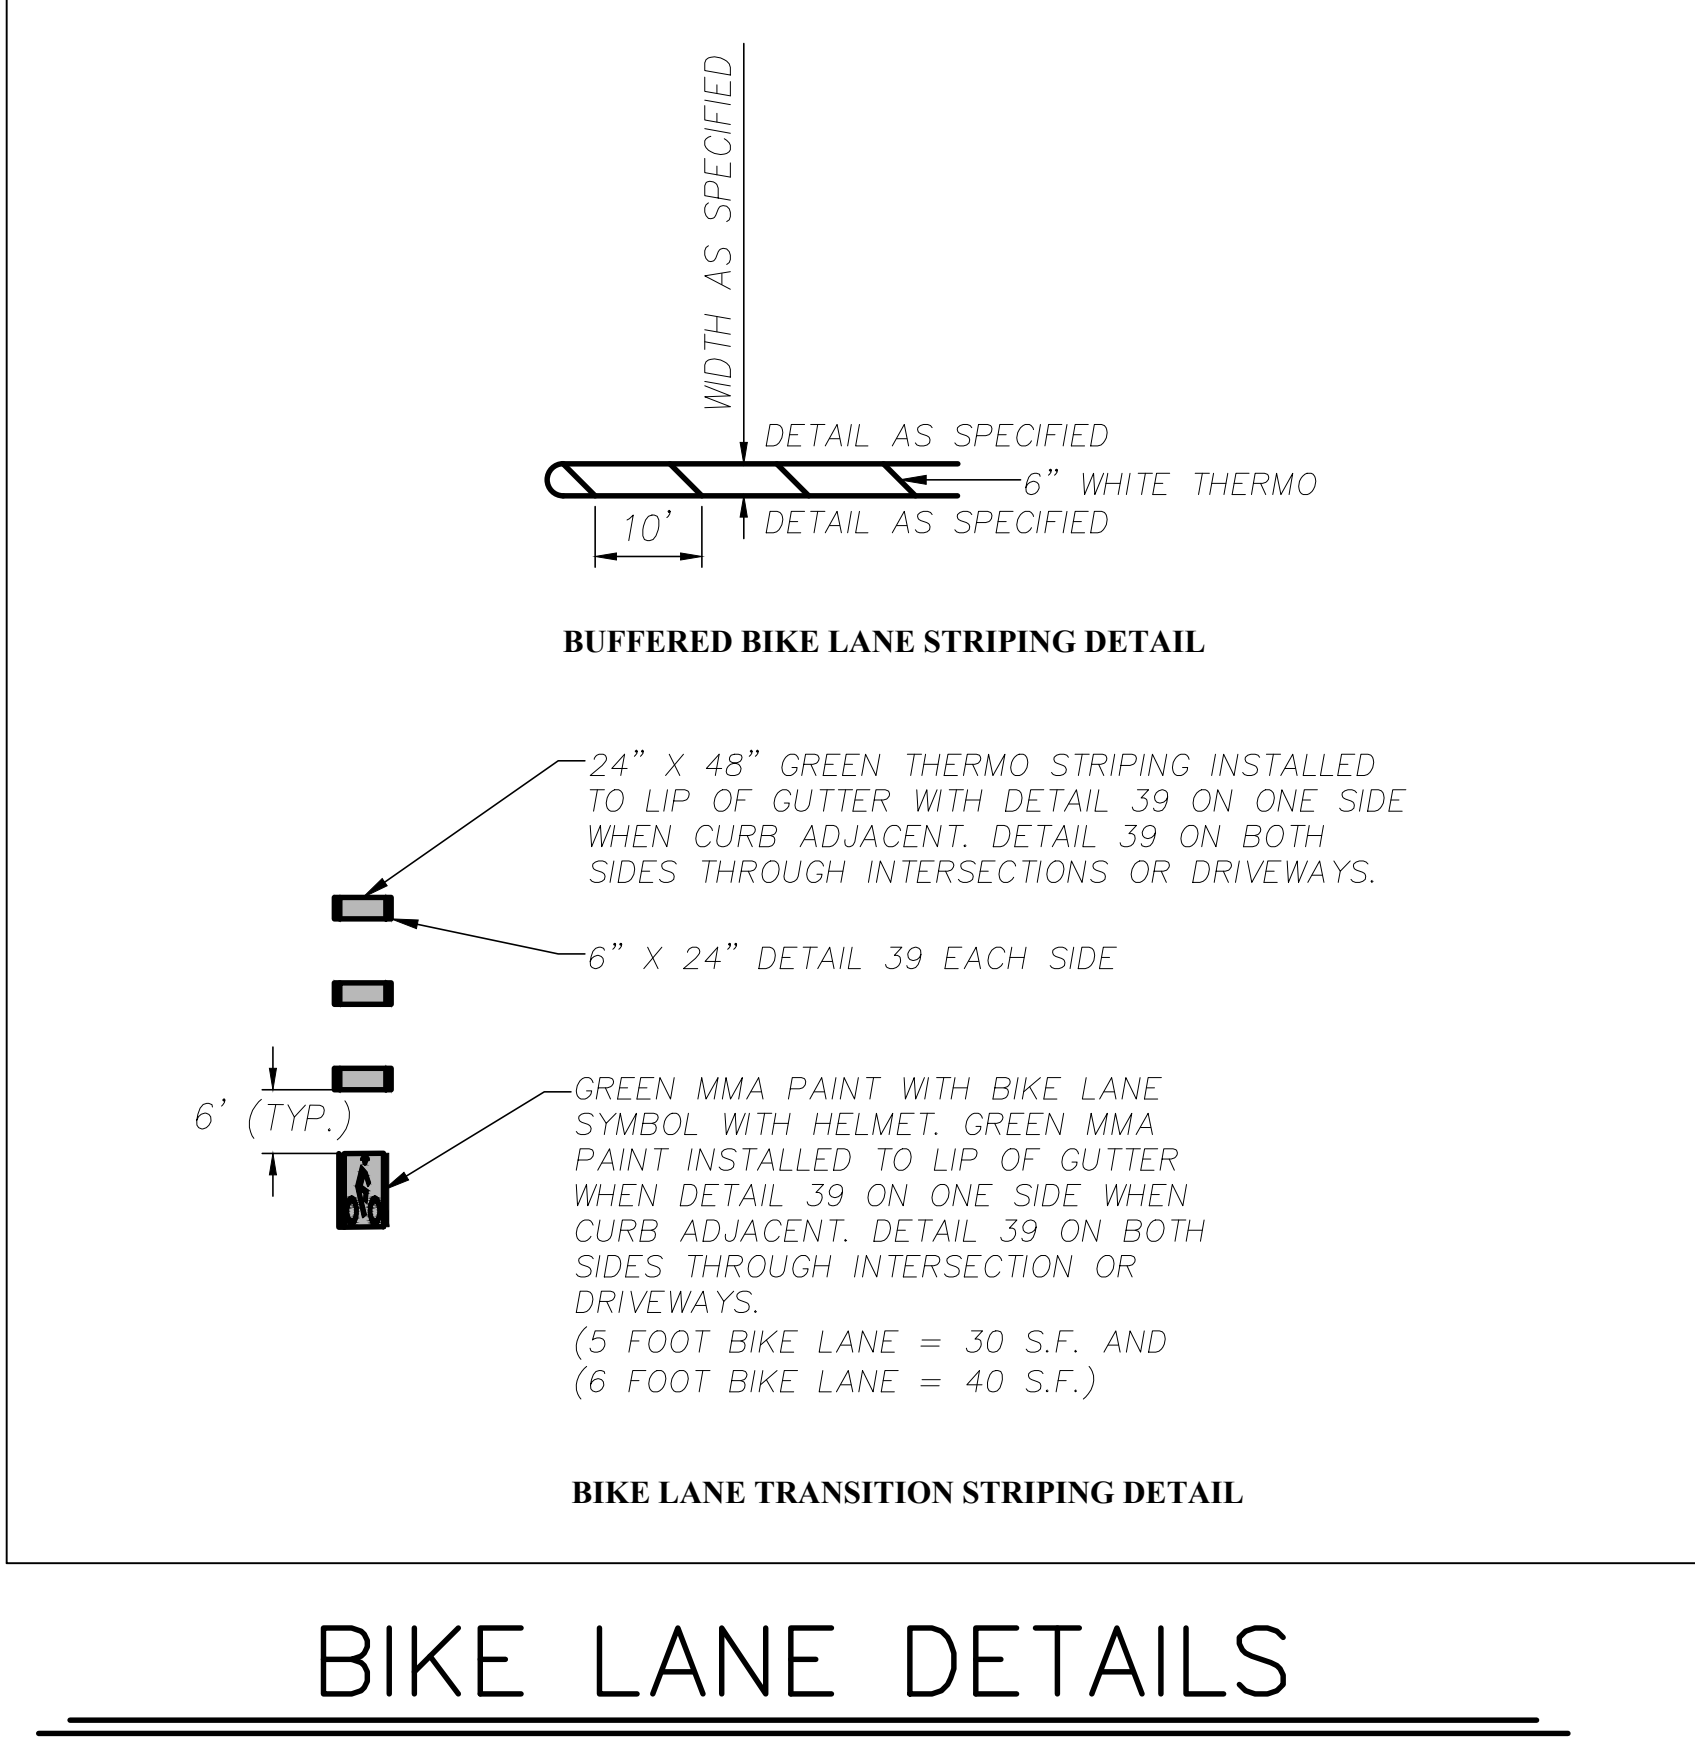 WIDTH AS SPECIFIED
DETAIL AS SPECIFIED
6" WHITE THERMO
DETAIL AS SPECIFIED
10'
BUFFERED BIKE LANE STRIPING DETAIL
24" X 48" GREEN THERMO STRIPING INSTALLED
TO LIP OF GUTTER WITH DETAIL 39 ON ONE SIDE
WHEN CURB ADJACENT. DETAIL 39 ON BOTH
SIDES THROUGH INTERSECTIONS OR DRIVEWAYS.
6" X 24" DETAIL 39 EACH SIDE
6' (TYP.)
GREEN MMA PAINT WITH BIKE LANE
SYMBOL WITH HELMET. GREEN MMA
PAINT INSTALLED TO LIP OF GUTTER
WHEN DETAIL 39 ON ONE SIDE WHEN
CURB ADJACENT. DETAIL 39 ON BOTH
SIDES THROUGH INTERSECTION OR
DRIVEWAYS.
(5 FOOT BIKE LANE = 30 S.F. AND
(6 FOOT BIKE LANE = 40 S.F.)
BIKE LANE TRANSITION STRIPING DETAIL
BIKE LANE DETAILS